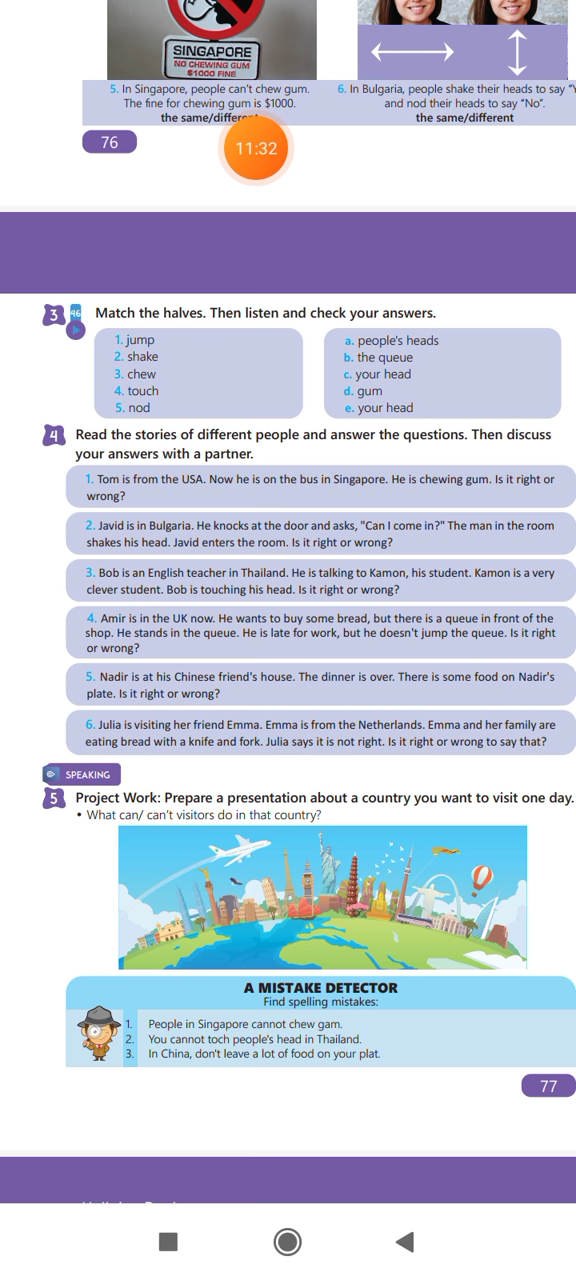 SINGAPORE
NO CHEWING GUM
$1000 FINE
5. In Singapore, people can't chew gum.
The fine for chewing gum is $1000.
the same/different
6. In Bulgaria, people shake their heads to say
and nod their heads to say "No".
the same/different
76
11:32
3 46 Match the halves. Then listen and check your answers.
1. jump
2. shake
3. chew
4. touch
5. nod
a. people's heads
b. the queue
c. your head
d. gum
e. your head
4 Read the stories of different people and answer the questions. Then discuss
your answers with a partner.
1. Tom is from the USA. Now he is on the bus in Singapore. He is chewing gum. Is it right or
wrong?
2. Javid is in Bulgaria. He knocks at the door and asks, "Can I come in?" The man in the room
shakes his head. Javid enters the room. Is it right or wrong?
3. Bob is an English teacher in Thailand. He is talking to Kamon, his student. Kamon is a very
clever student. Bob is touching his head. Is it right or wrong?
4. Amir is in the UK now. He wants to buy some bread, but there is a queue in front of the
shop. He stands in the queue. He is late for work, but he doesn't jump the queue. Is it right
or wrong?
5. Nadir is at his Chinese friend's house. The dinner is over. There is some food on Nadir's
plate. Is it right or wrong?
6. Julia is visiting her friend Emma. Emma is from the Netherlands. Emma and her family are
eating bread with a knife and fork. Julia says it is not right. Is it right or wrong to say that?
SPEAKING
5 Project Work: Prepare a presentation about a country you want to visit one day.
• What can/ can't visitors do in that country?
A MISTAKE DETECTOR
Find spelling mistakes:
1. People in Singapore cannot chew gam.
2. You cannot toch people's head in Thailand.
3. In China, don't leave a lot of food on your plat.
77